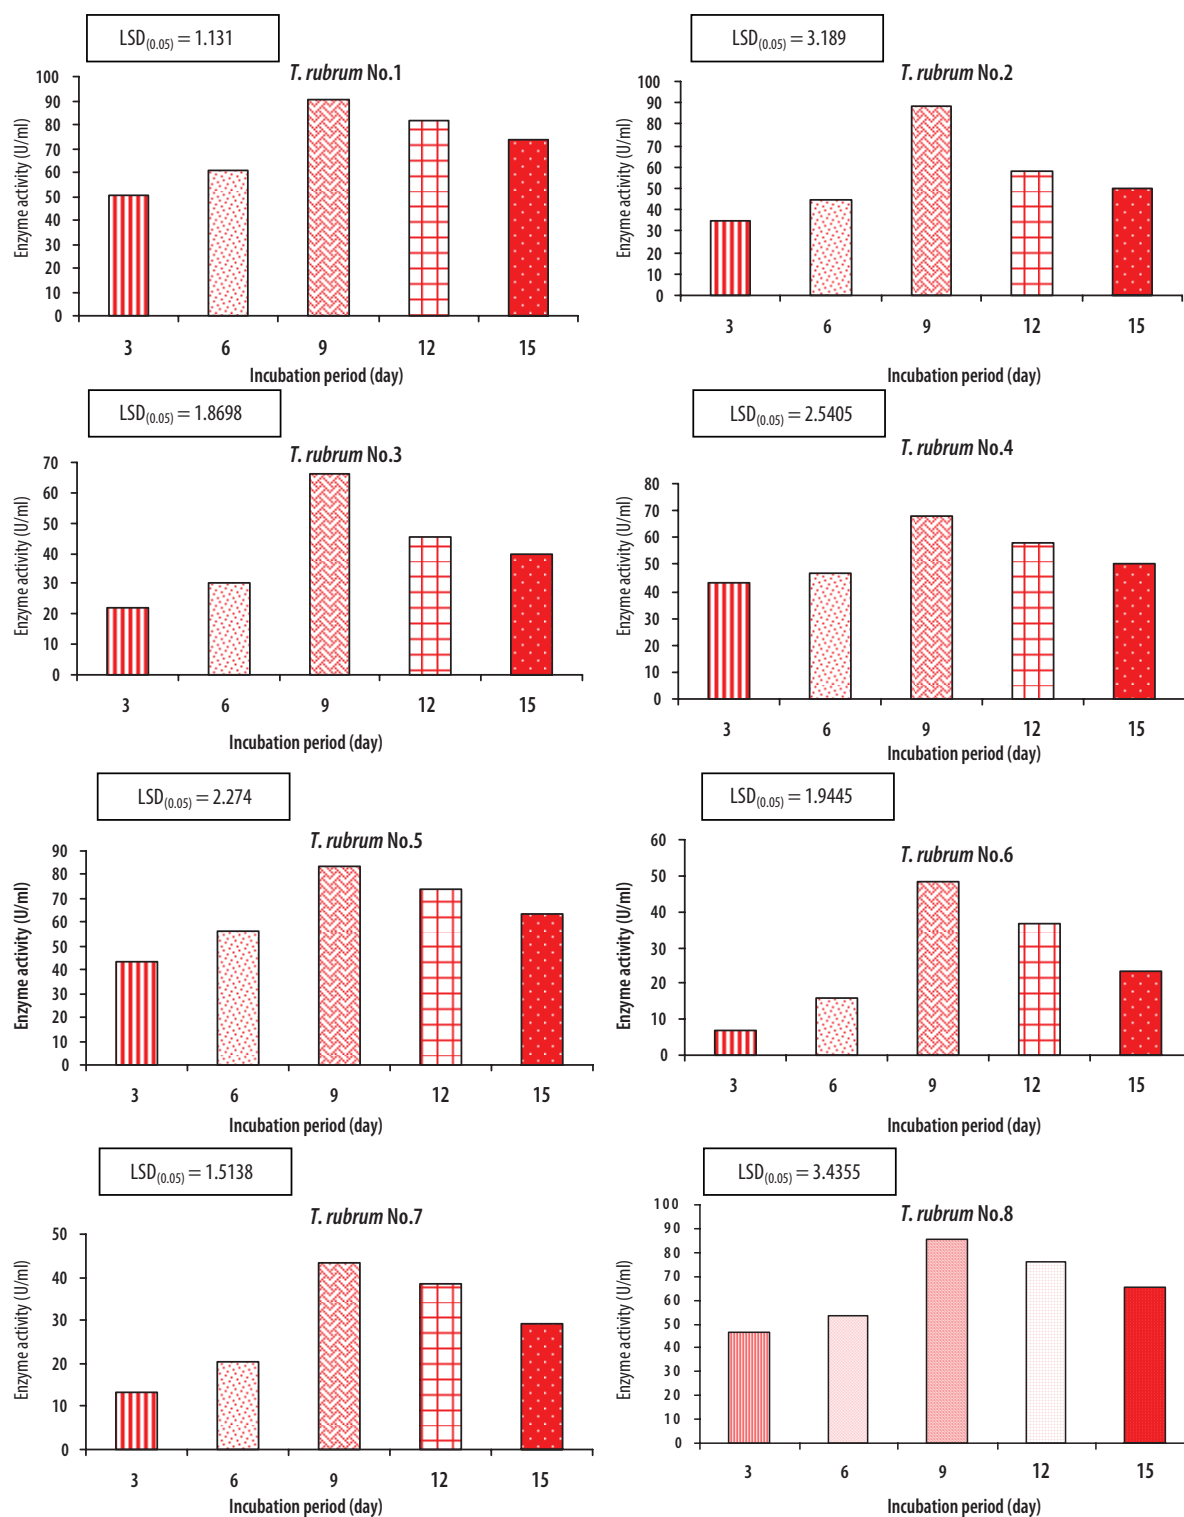 LSD(0.05) = 1.131
T. rubrum No.1
Enzyme activity (U/ml)
100
90
80
70
60
50
40
30
20
10
0
3 6 9 12 15
Incubation period (day)
LSD(0.05) = 3.189
T. rubrum No.2
Enzyme activity (U/ml)
100
90
80
70
60
50
40
30
20
10
0
3 6 9 12 15
Incubation period (day)
LSD(0.05) = 1.8698
T. rubrum No.3
Enzyme activity (U/ml)
70
60
50
40
30
20
10
0
3 6 9 12 15
Incubation period (day)
LSD(0.05) = 2.5405
T. rubrum No.4
Enzyme activity (U/ml)
80
70
60
50
40
30
20
10
0
3 6 9 12 15
Incubation period (day)
LSD(0.05) = 2.274
T. rubrum No.5
Enzyme activity (U/ml)
90
80
70
60
50
40
30
20
10
0
3 6 9 12 15
Incubation period (day)
LSD(0.05) = 1.9445
T. rubrum No.6
Enzyme activity (U/ml)
60
50
40
30
20
10
0
3 6 9 12 15
Incubation period (day)
LSD(0.05) = 1.5138
T. rubrum No.7
Enzyme activity (U/ml)
50
40
30
20
10
0
3 6 9 12 15
Incubation period (day)
LSD(0.05) = 3.4355
T. rubrum No.8
Enzyme activity (U/ml)
100
90
80
70
60
50
40
30
20
10
0
3 6 9 12 15
Incubation period (day)